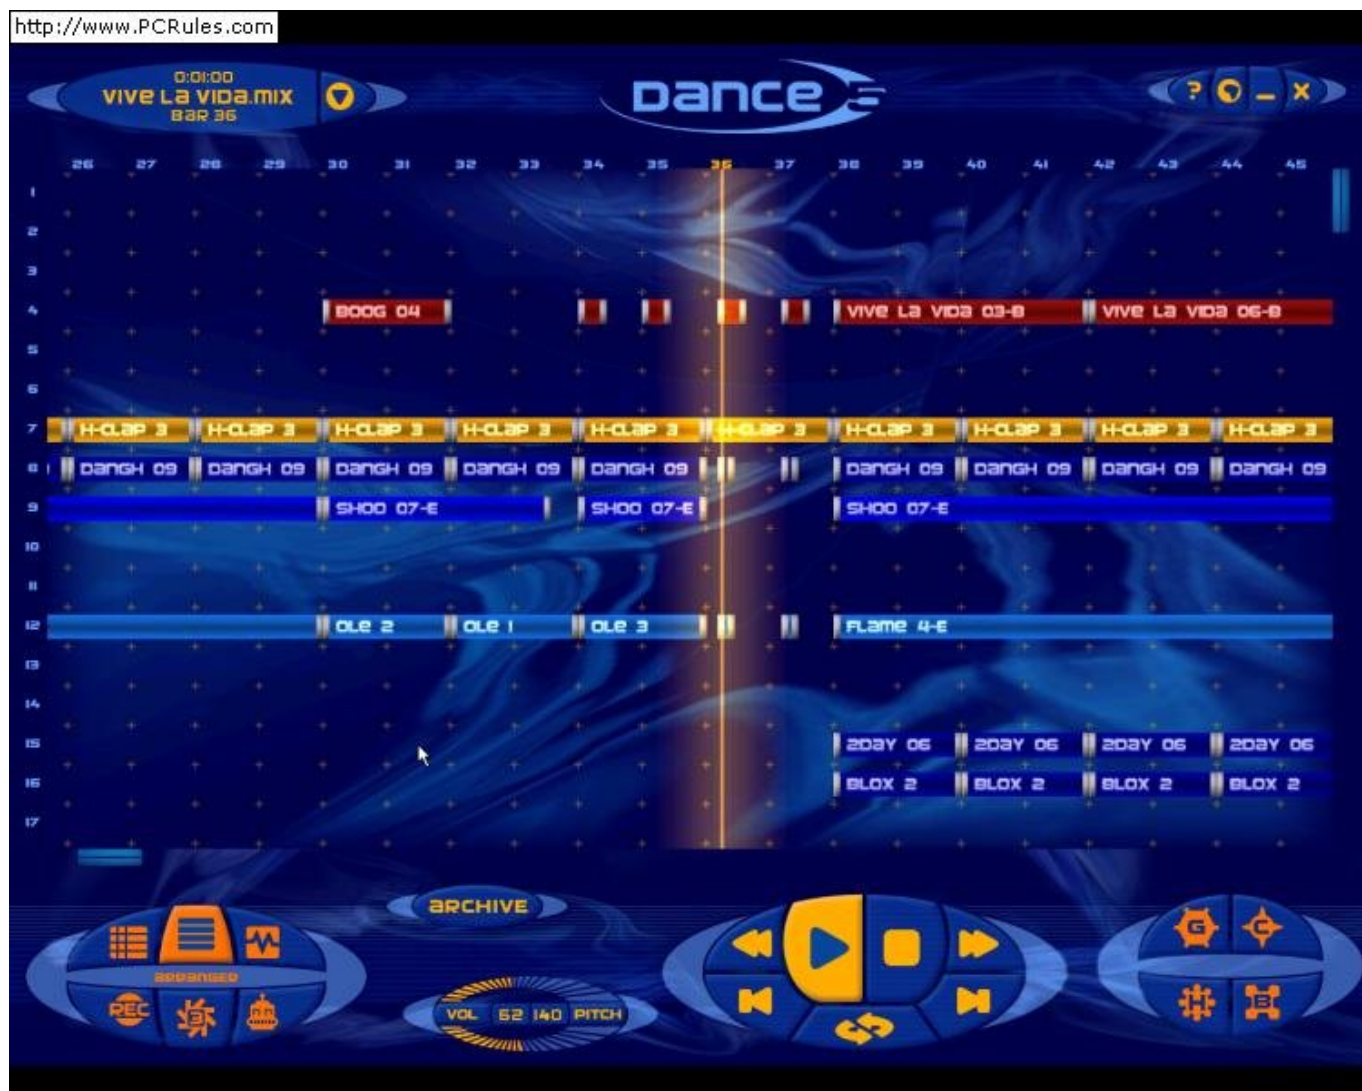 http://www.PCRules.com
0:01:00
VIVE LA VIDA.MIX
BAR 36
DANCE 5
? _ X
26 27 28 29 30 31 32 33 34 35 36 37 38 39 40 41 42 43 44 45
1
2
3
4 BOOG 04 VIVE LA VIDA 03-B VIVE LA VIDA 06-B
5
6
7 H-CLAP 3 H-CLAP 3 H-CLAP 3 H-CLAP 3 H-CLAP 3 H-CLAP 3 H-CLAP 3 H-CLAP 3 H-CLAP 3 H-CLAP 3
8 DANGH 09 DANGH 09 DANGH 09 DANGH 09 DANGH 09 DANGH 09 DANGH 09 DANGH 09 DANGH 09
9 SHOO 07-E SHOO 07-E SHOO 07-E
10
11
12 OLE 2 OLE 1 OLE 3 FLAME 4-E
13
14
15 2DAY 06 2DAY 06 2DAY 06 2DAY 06
16 BLOX 2 BLOX 2 BLOX 2 BLOX 2
17
ARCHIVE
ARRANGER
REC 3
VOL 62 140 PITCH
G C
H B